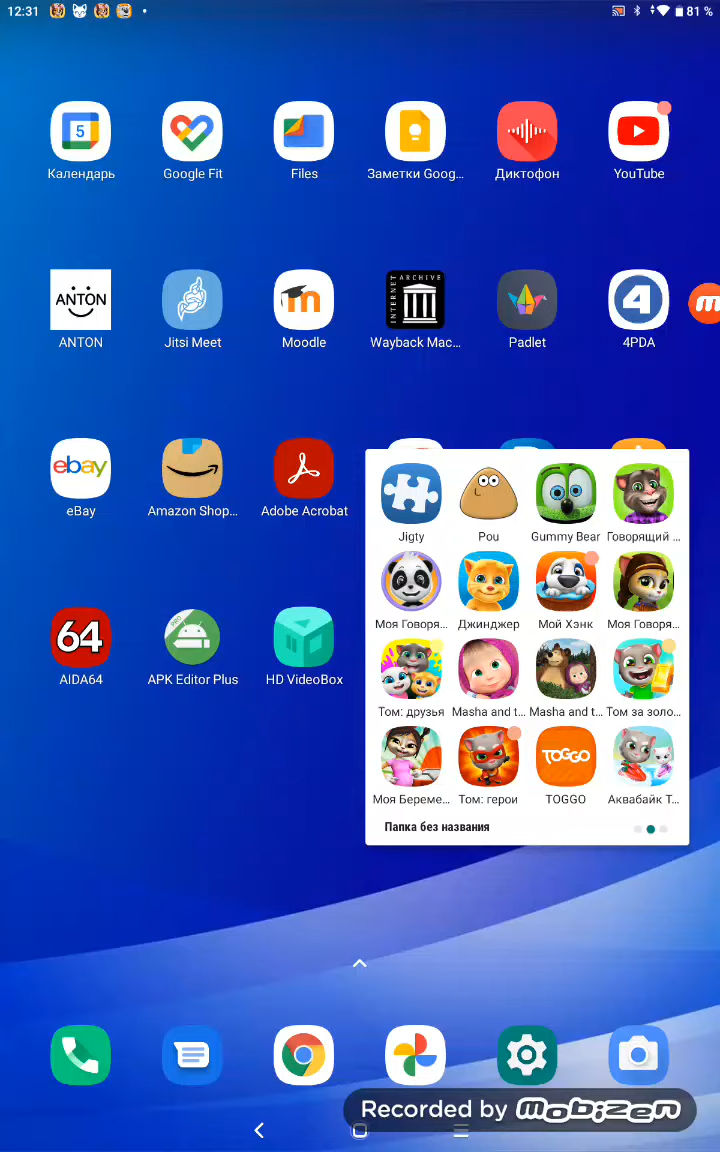 12:31
81 %
5
Календарь
Google Fit
Files
Заметки Goog...
Диктофон
YouTube
ANTON
INTERNET ARCHIVE
4
ANTON
Jitsi Meet
Moodle
Wayback Mac...
Padlet
4PDA
ebay
eBay
Amazon Shop...
Adobe Acrobat
Jigty
Pou
Gummy Bear
Говорящий ...
Моя Говоря...
Джинджер
Мой Хэнк
Моя Говоря...
64
PRO
AIDA64
APK Editor Plus
HD VideoBox
Том: друзья
Masha and t...
Masha and t...
Том за золо...
TOGGO
Моя Береме...
Том: герои
TOGGO
Аквабайк Т...
Папка без названия
Recorded by mobizen